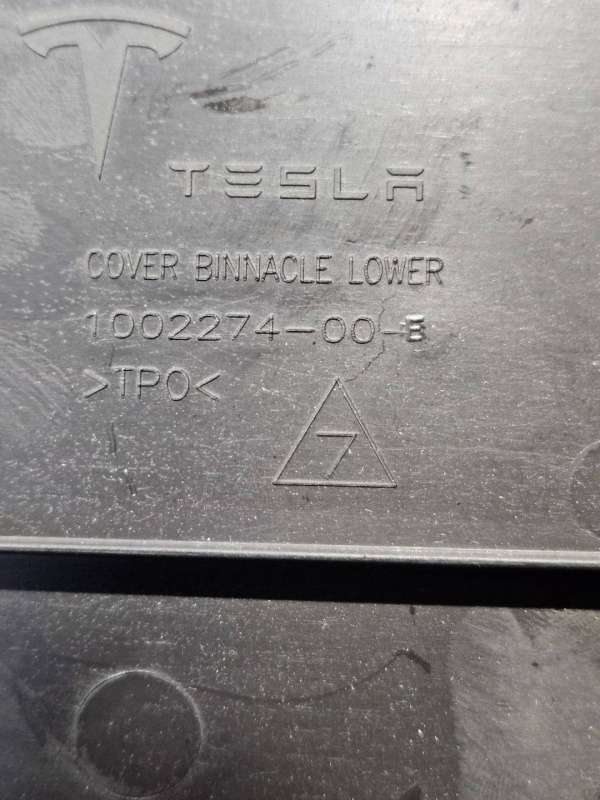 TESLA
COVER BINNACLE LOWER
1002274-00-B
>TPO<
7